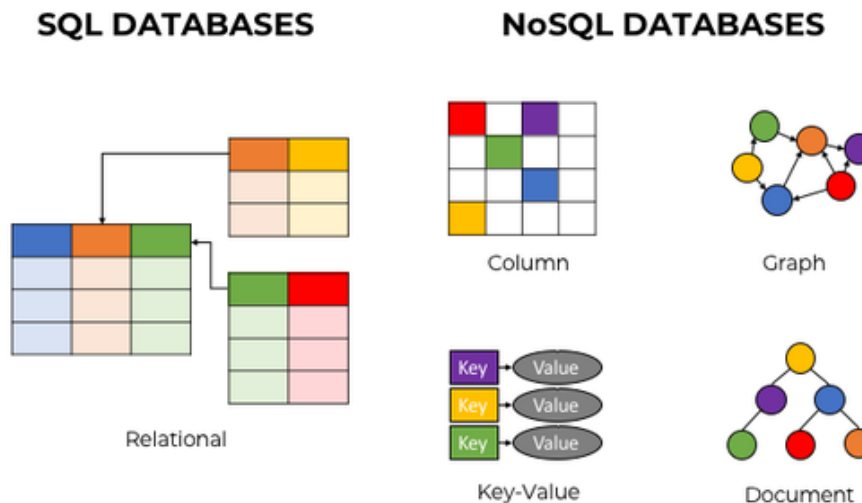 SQL DATABASES
NoSQL DATABASES
Column
Graph
Relational
Key Value
Key Value
Key Value
Key-Value
Document